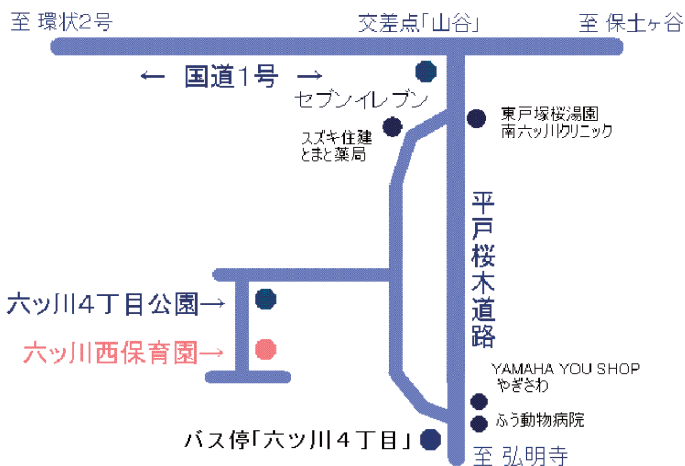 至 環状2号
交差点「山谷」
至 保土ヶ谷
← 国道1号 →
セブンイレブン
スズキ住建
とまと薬局
東戸塚桜湯園
南六ッ川クリニック
平戸桜木道路
六ッ川4丁目公園→
六ッ川西保育園→
YAMAHA YOU SHOP
やぎさわ
ふう動物病院
バス停「六ツ川4丁目」
至 弘明寺